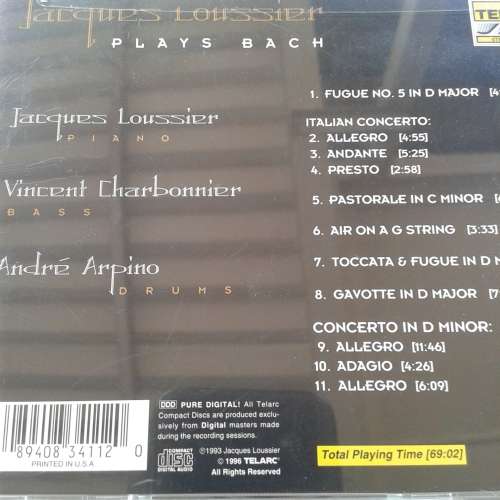 Jacques Loussier
PLAYS BACH
Jacques Loussier
PIANO
Vincent Charbonnier
BASS
André Arpino
DRUMS
1. FUGUE NO. 5 IN D MAJOR [4
ITALIAN CONCERTO:
2. ALLEGRO [4:55]
3. ANDANTE [5:25]
4. PRESTO [2:58]
5. PASTORALE IN C MINOR
6. AIR ON A G STRING [3:33]
7. TOCCATA & FUGUE IN D M
8. GAVOTTE IN D MAJOR [7
CONCERTO IN D MINOR:
9. ALLEGRO [11:46]
10. ADAGIO [4:26]
11. ALLEGRO [6:09]
Total Playing Time [69:02]
DDD PURE DIGITAL! All Telarc
Compact Discs are produced exclu-
sively from Digital masters made
during the recording sessions.
COMPACT
disc
DIGITAL AUDIO
℗1993 Jacques Loussier
© 1996 TELARC®
89408 34112 0
PRINTED IN U.S.A